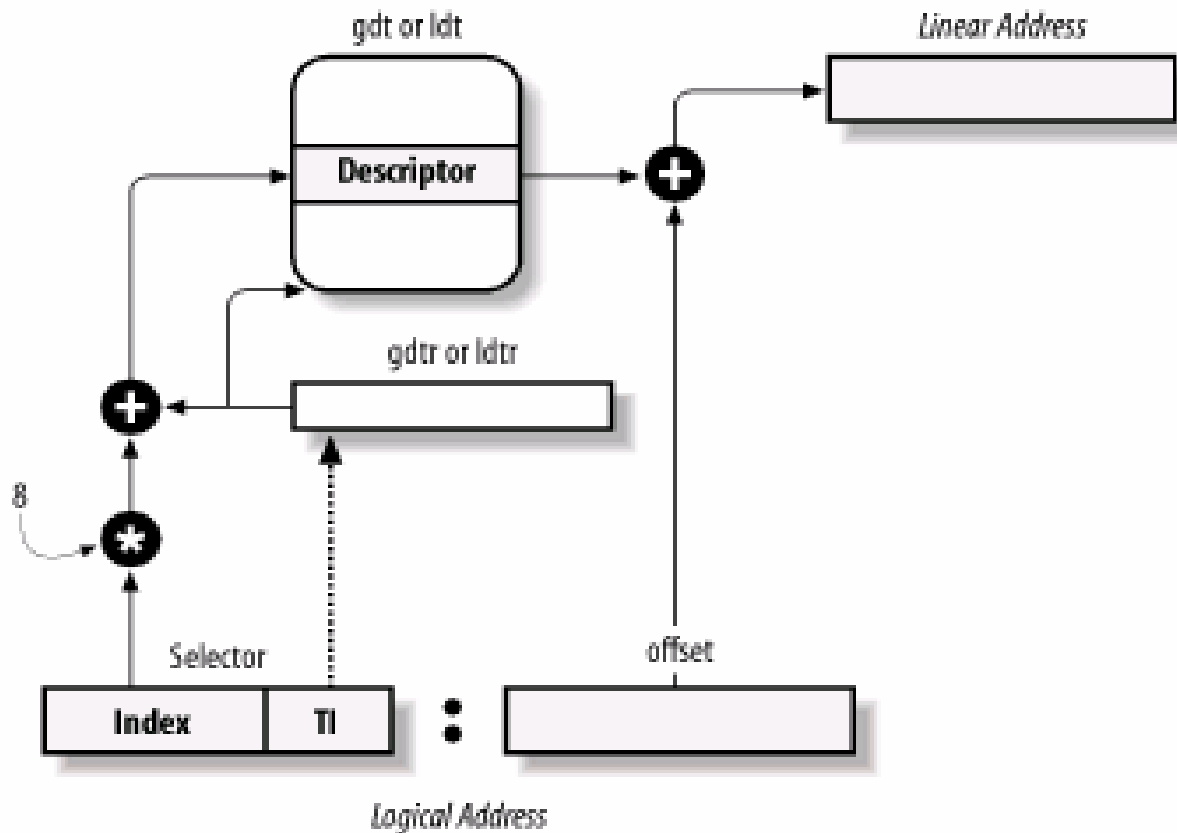 gdt or ldt
Linear Address
Descriptor
gdtr or ldtr
8
Selector
offset
Index
TI
:
Logical Address